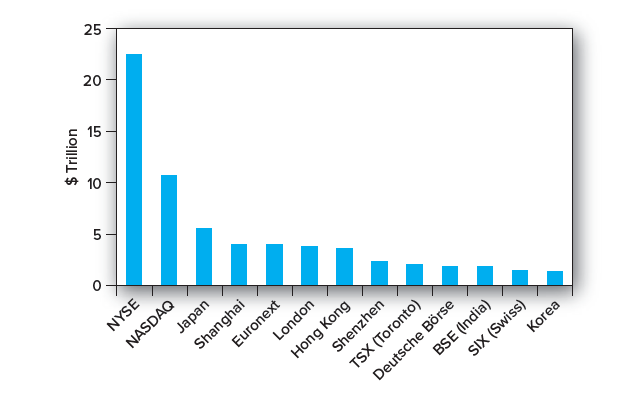 25
20
15
10
5
0
$ Trillion
NYSE
NASDAQ
Japan
Shanghai
Euronext
London
Hong Kong
Shenzhen
TSX (Toronto)
Deutsche Börse
BSE (India)
SIX (Swiss)
Korea